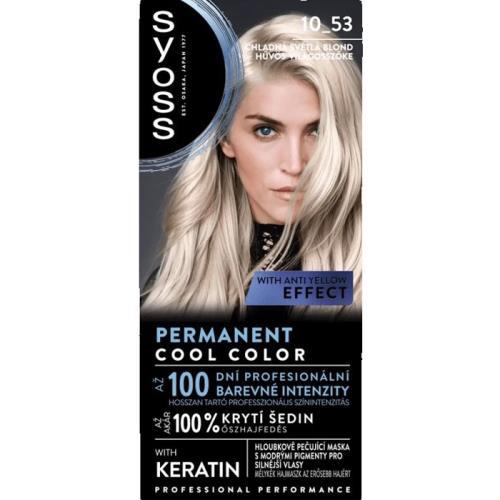 syoss
EST. OSAKA, JAPAN 1977
10_53
CHLADNÁ SVĚTLÁ BLOND
HŰVÖS VILÁGOSSZŐKE
WITH ANTI YELLOW
EFFECT
PERMANENT
COOL COLOR
AŽ 100 DNÍ PROFESIONÁLNÍ
BAREVNÉ INTENZITY
HOSSZAN TARTÓ PROFESSZIONÁLIS SZÍNINTENZITÁS
AŽ
AKÁR 100% KRYTÍ ŠEDIN
ŐSZHAJFEDÉS
WITH
KERATIN
HLOUBKOVĚ PEČUJÍCÍ MASKA
S MODRÝMI PIGMENTY PRO
SILNĚJŠÍ VLASY
MÉLYKÉK HAJMASZK AZ ERŐSEBB HAJÉRT
PROFESSIONAL PERFORMANCE